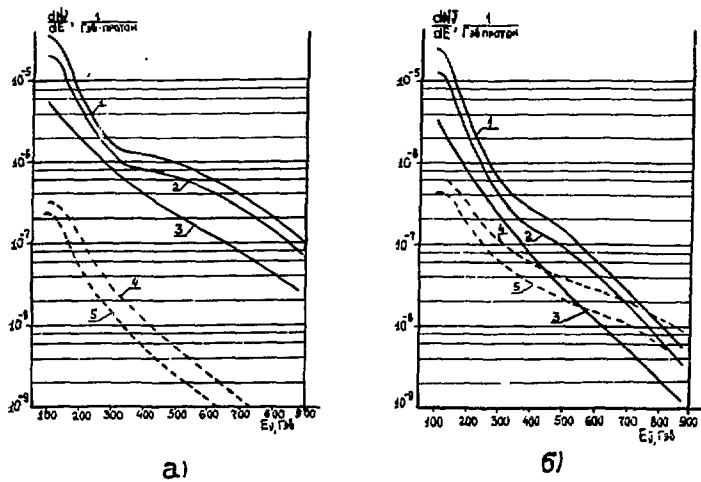 dN
dE, 1
ГэВ·протон
10⁻⁵
10⁻⁶
10⁻⁷
10⁻⁸
10⁻⁹
1
2
3
4
5
100 200 300 400 500 600 700 800
Eν, ГэВ
а)
dN
dE, 1
ГэВ протон
10⁻⁵
10⁻⁶
10⁻⁷
10⁻⁸
10⁻⁹
1
2
4
5
3
100 200 300 400 500 600 700 800 900
Eν, ГэВ
б)